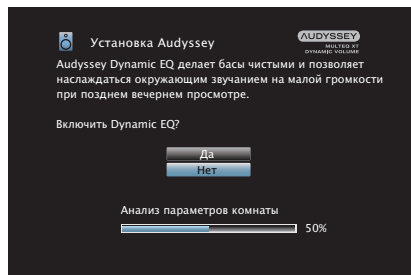 Установка Audyssey
AUDYSSEY
MULTEQ XT
DYNAMIC VOLUME
Audyssey Dynamic EQ делает басы чистыми и позволяет
наслаждаться окружающим звучанием на малой громкости
при позднем вечернем просмотре.
Включить Dynamic EQ?
Да
Нет
Анализ параметров комнаты
50%